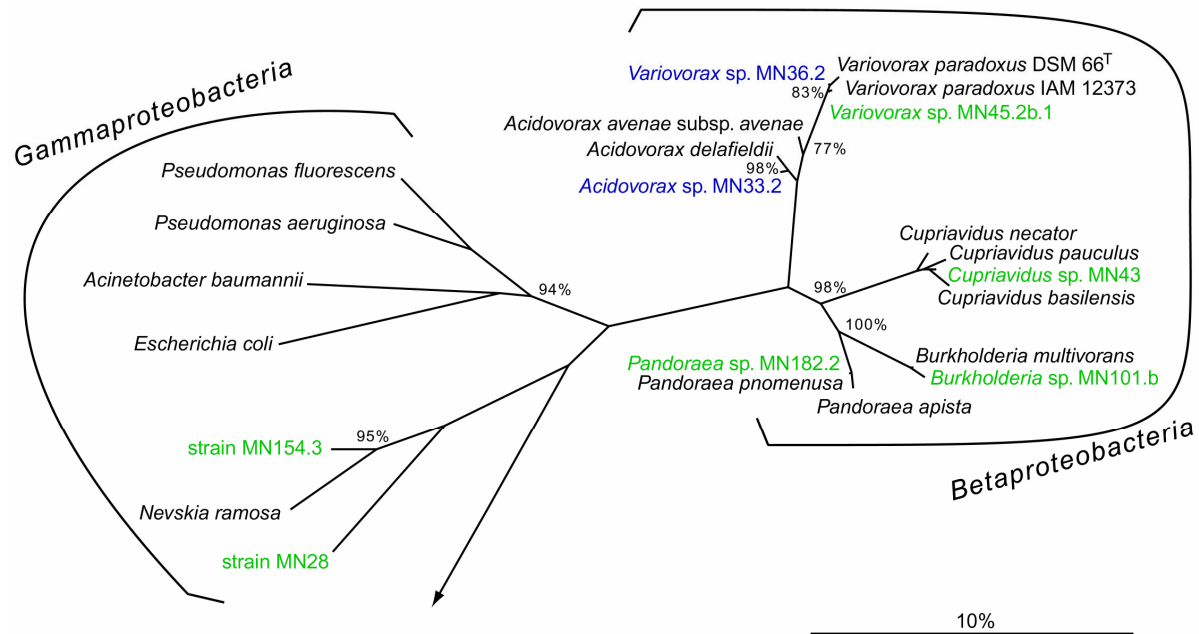 Gammaproteobacteria
Pseudomonas fluorescens
Pseudomonas aeruginosa
Acinetobacter baumannii
94%
Escherichia coli
strain MN154.3
95%
Nevskia ramosa
strain MN28
Variovorax sp. MN36.2
Variovorax paradoxus DSM 66T
83%
Variovorax paradoxus IAM 12373
Variovorax sp. MN45.2b.1
Acidovorax avenae subsp. avenae
Acidovorax delafieldii
77%
98%
Acidovorax sp. MN33.2
Cupriavidus necator
Cupriavidus pauculus
Cupriavidus sp. MN43
98%
Cupriavidus basilensis
100%
Pandoraea sp. MN182.2
Burkholderia multivorans
Pandoraea pnomenusa
Burkholderia sp. MN101.b
Pandoraea apista
Betaproteobacteria
10%